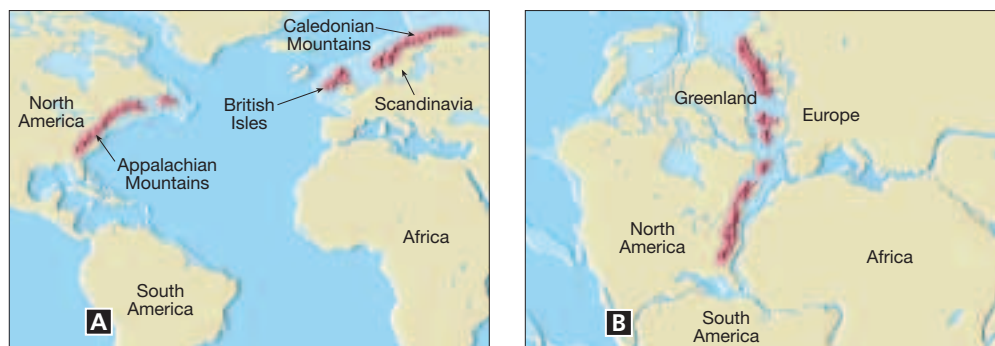 Caledonian
Mountains
North
America
British
Isles
Scandinavia
Appalachian
Mountains
Africa
South
America
A
Greenland
Europe
North
America
Africa
South
America
B